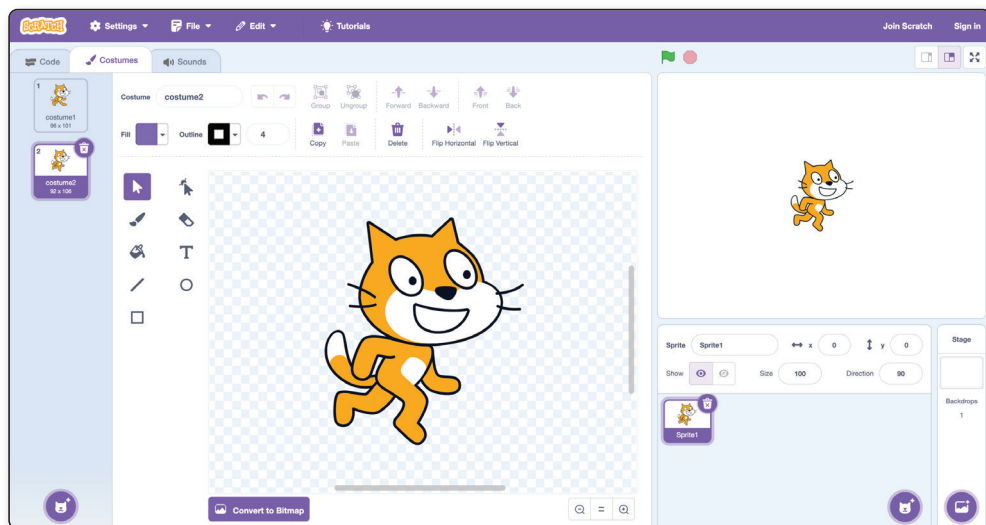 SCRATCH Settings File Edit Tutorials Join Scratch Sign in
Code Costumes Sounds
1
costume1
96 x 101
2
costume2
92 x 106
Costume costume2 Group Ungroup Forward Backward Front Back
Fill Outline 4 Copy Paste Delete Flip Horizontal Flip Vertical
T
Convert to Bitmap
Sprite Sprite1 x 0 y 0
Show Size 100 Direction 90
Sprite1
Stage
Backdrops
1